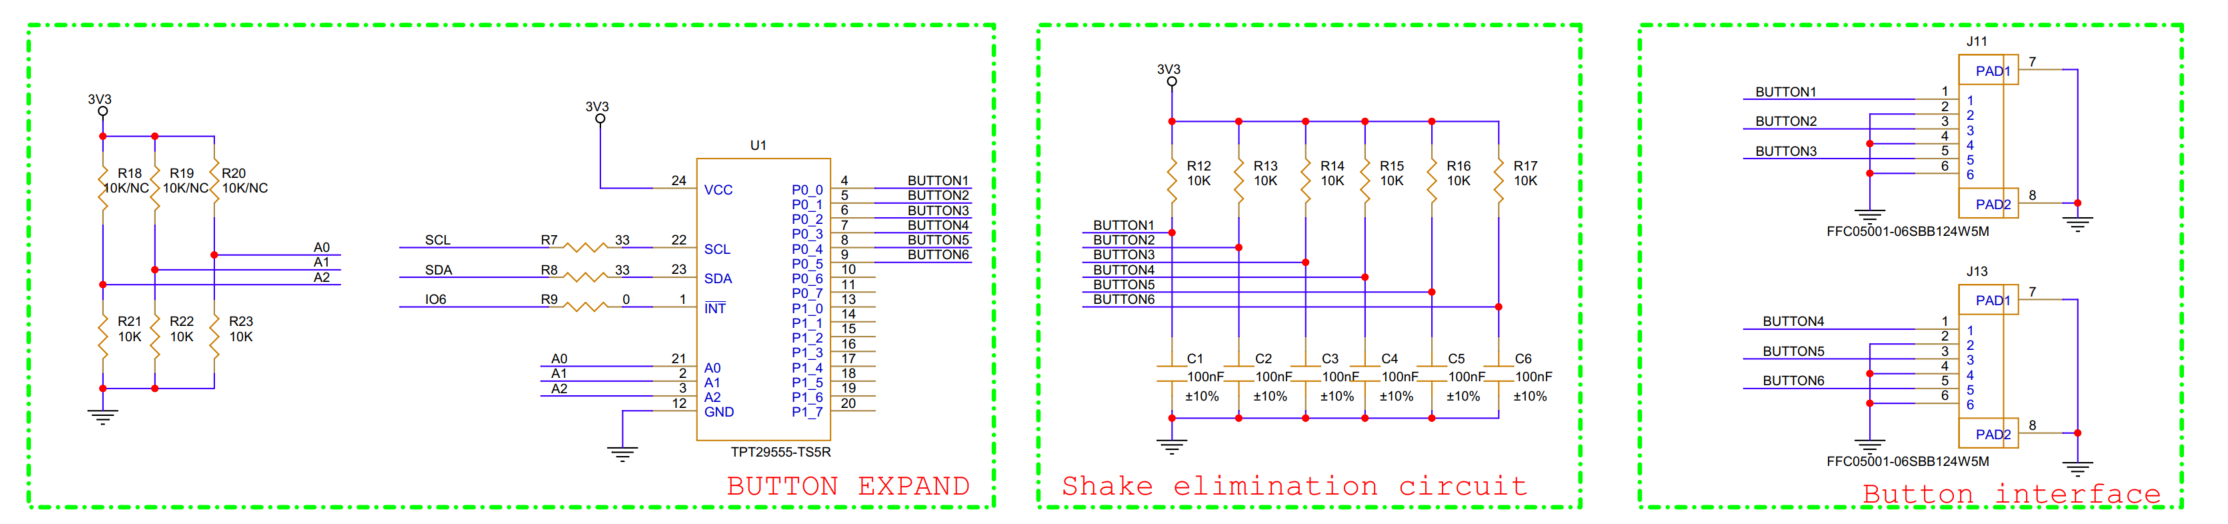 3V3
R18
10K/NC
R19
10K/NC
R20
10K/NC
A0
A1
A2
R21
10K
R22
10K
R23
10K
3V3
U1
SCL
R7
33
SDA
R8
33
IO6
R9
0
A0
A1
A2
24
22
23
1
21
2
3
12
VCC
SCL
SDA
INT
A0
A1
A2
GND
P0_0
P0_1
P0_2
P0_3
P0_4
P0_5
P0_6
P0_7
P1_0
P1_1
P1_2
P1_3
P1_4
P1_5
P1_6
P1_7
4
5
6
7
8
9
10
11
13
14
15
16
17
18
19
20
BUTTON1
BUTTON2
BUTTON3
BUTTON4
BUTTON5
BUTTON6
TPT29555-TS5R
BUTTON EXPAND
3V3
R12
10K
R13
10K
R14
10K
R15
10K
R16
10K
R17
10K
BUTTON1
BUTTON2
BUTTON3
BUTTON4
BUTTON5
BUTTON6
C1
100nF
±10%
C2
100nF
±10%
C3
100nF
±10%
C4
100nF
±10%
C5
100nF
±10%
C6
100nF
±10%
Shake elimination circuit
J11
PAD1
7
BUTTON1
BUTTON2
BUTTON3
1
2
3
4
5
6
1
2
3
4
5
6
PAD2
8
FFC05001-06SBB124W5M
J13
PAD1
7
BUTTON4
BUTTON5
BUTTON6
1
2
3
4
5
6
1
2
3
4
5
6
PAD2
8
FFC05001-06SBB124W5M
Button interface